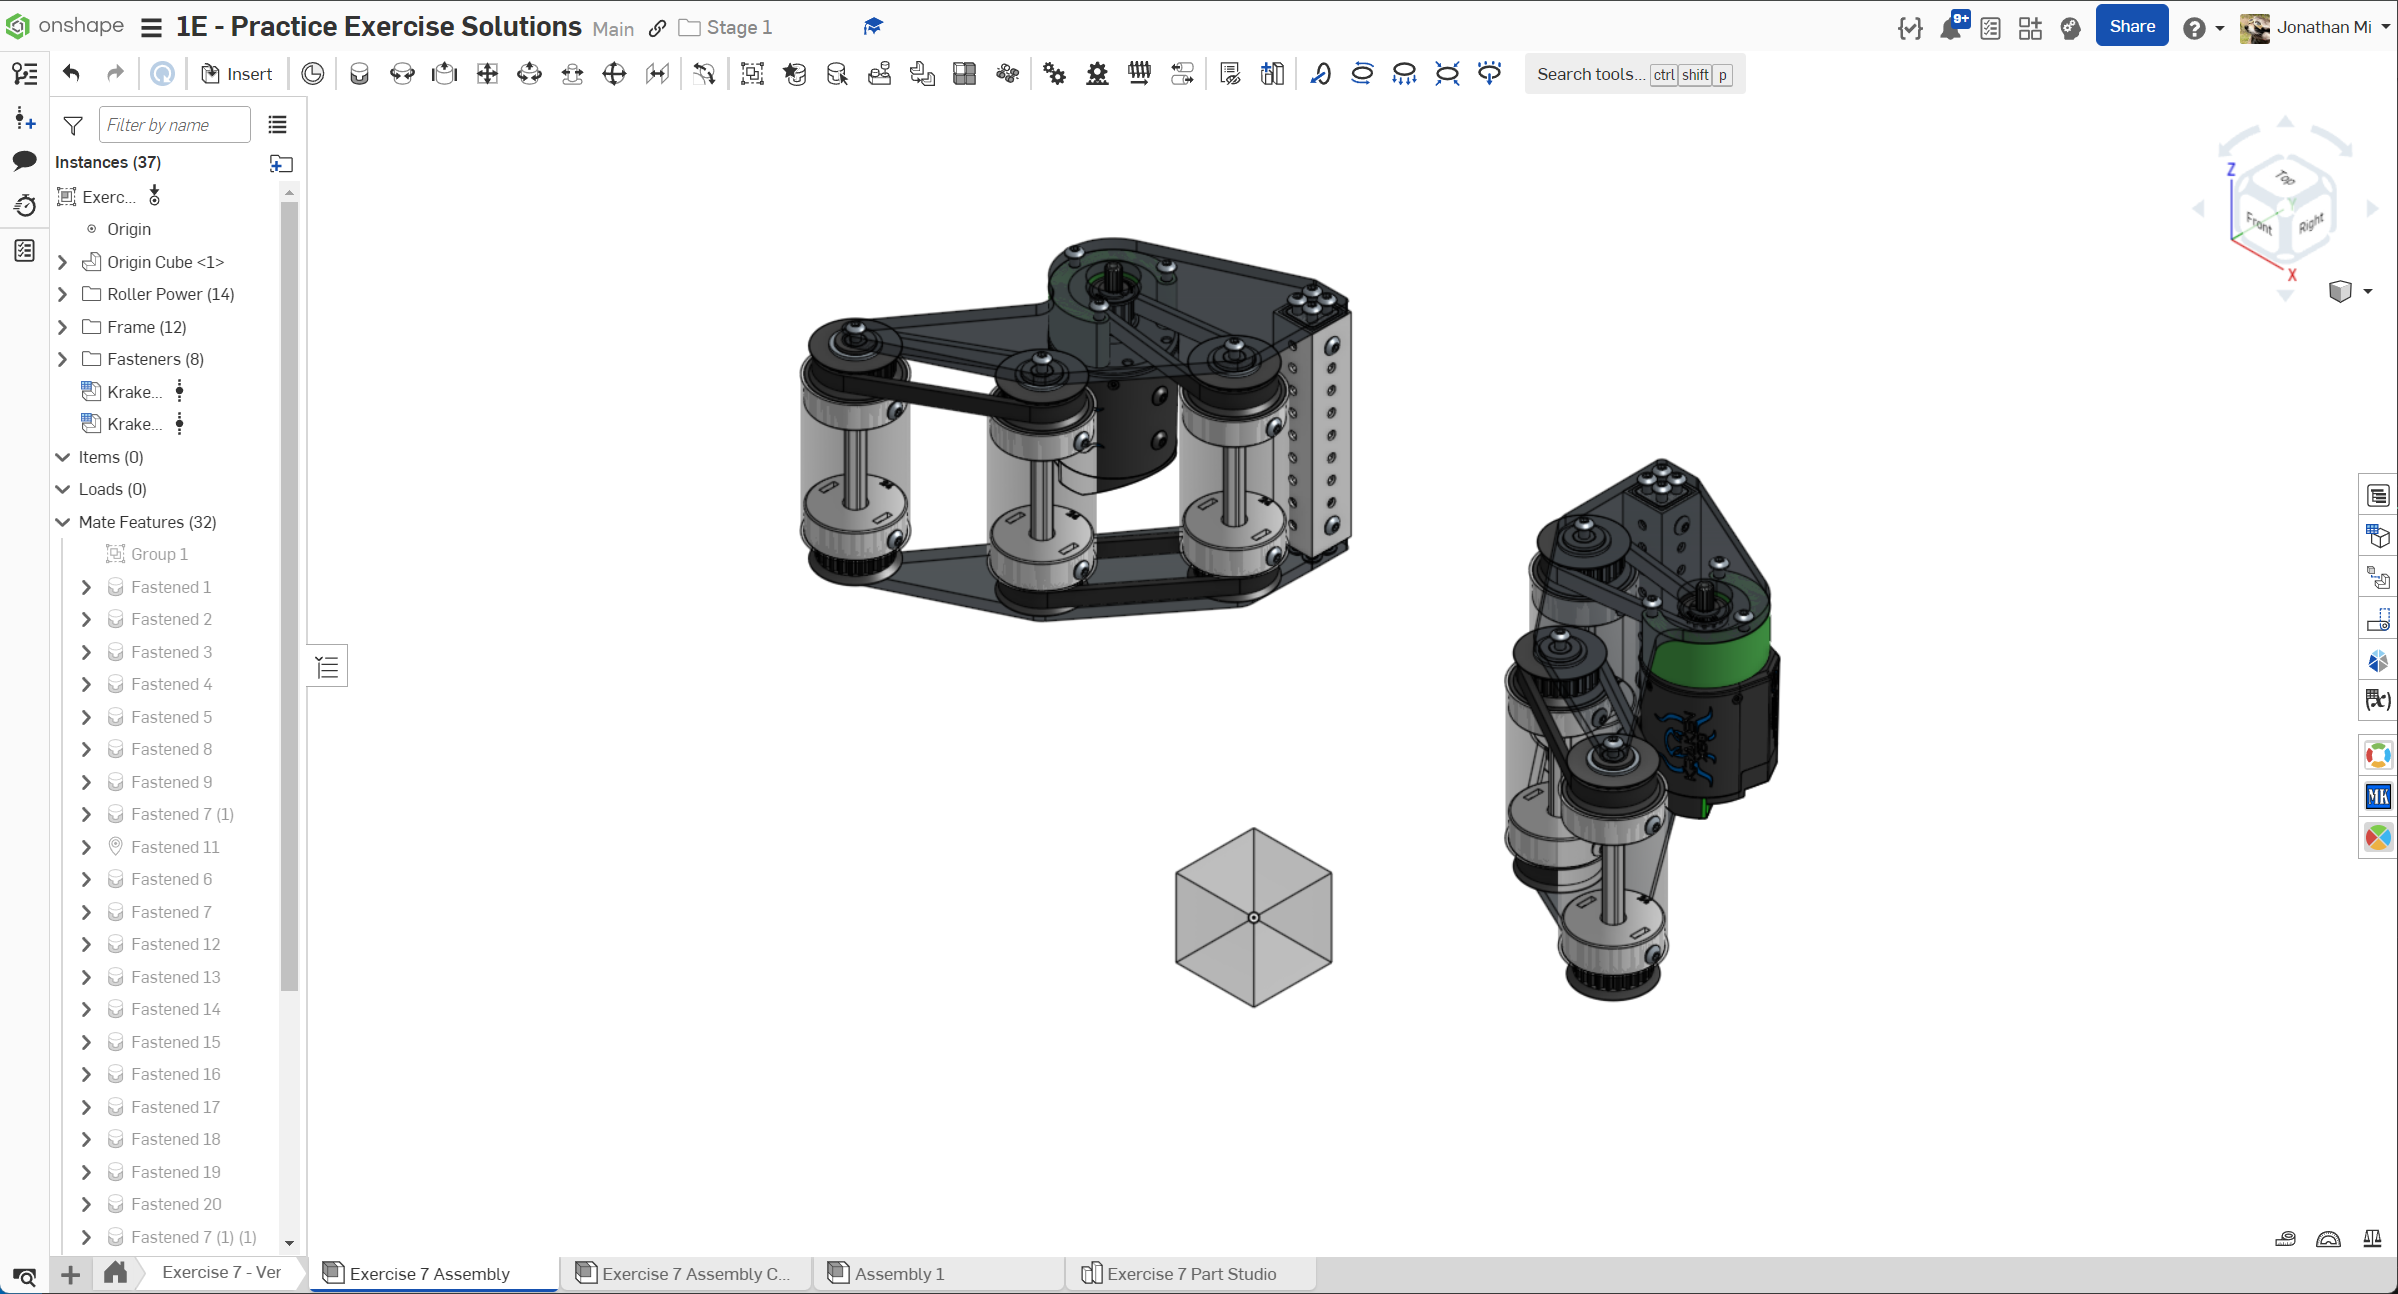 onshape
1E - Practice Exercise Solutions
Main
Stage 1
9+
Share
Jonathan Mi
Insert
Search tools... ctrl shift p
Filter by name
Instances (37)
Exerc...
Origin
Origin Cube <1>
Roller Power (14)
Frame (12)
Fasteners (8)
Krake...
Krake...
Items (0)
Loads (0)
Mate Features (32)
Group 1
Fastened 1
Fastened 2
Fastened 3
Fastened 4
Fastened 5
Fastened 8
Fastened 9
Fastened 7 (1)
Fastened 11
Fastened 6
Fastened 7
Fastened 12
Fastened 13
Fastened 14
Fastened 15
Fastened 16
Fastened 17
Fastened 18
Fastened 19
Fastened 20
Fastened 7 (1) (1)
Z
Top
Front
Right
Y
X
(x)
MK
Exercise 7 - Ver
Exercise 7 Assembly
Exercise 7 Assembly C...
Assembly 1
Exercise 7 Part Studio